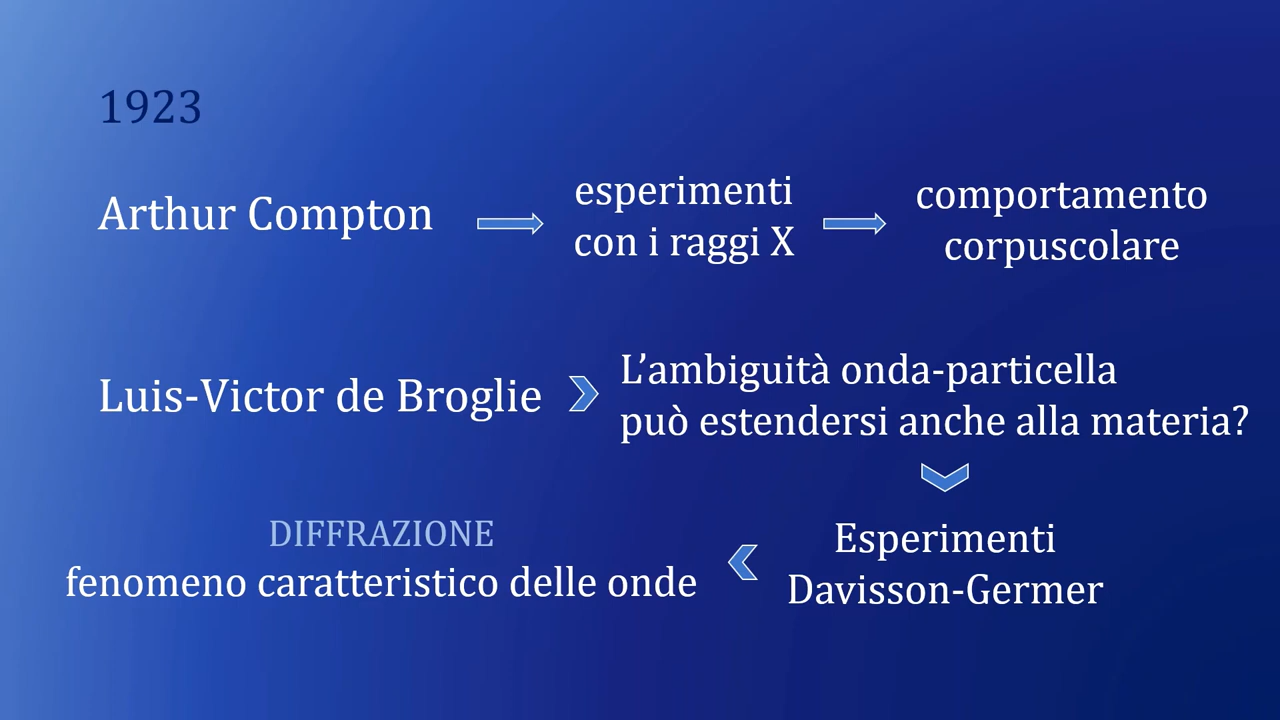 1923
Arthur Compton
esperimenti
con i raggi X
comportamento
corpuscolare
Luis-Victor de Broglie
L’ambiguità onda-particella
può estendersi anche alla materia?
Esperimenti
Davisson-Germer
DIFFRAZIONE
fenomeno caratteristico delle onde